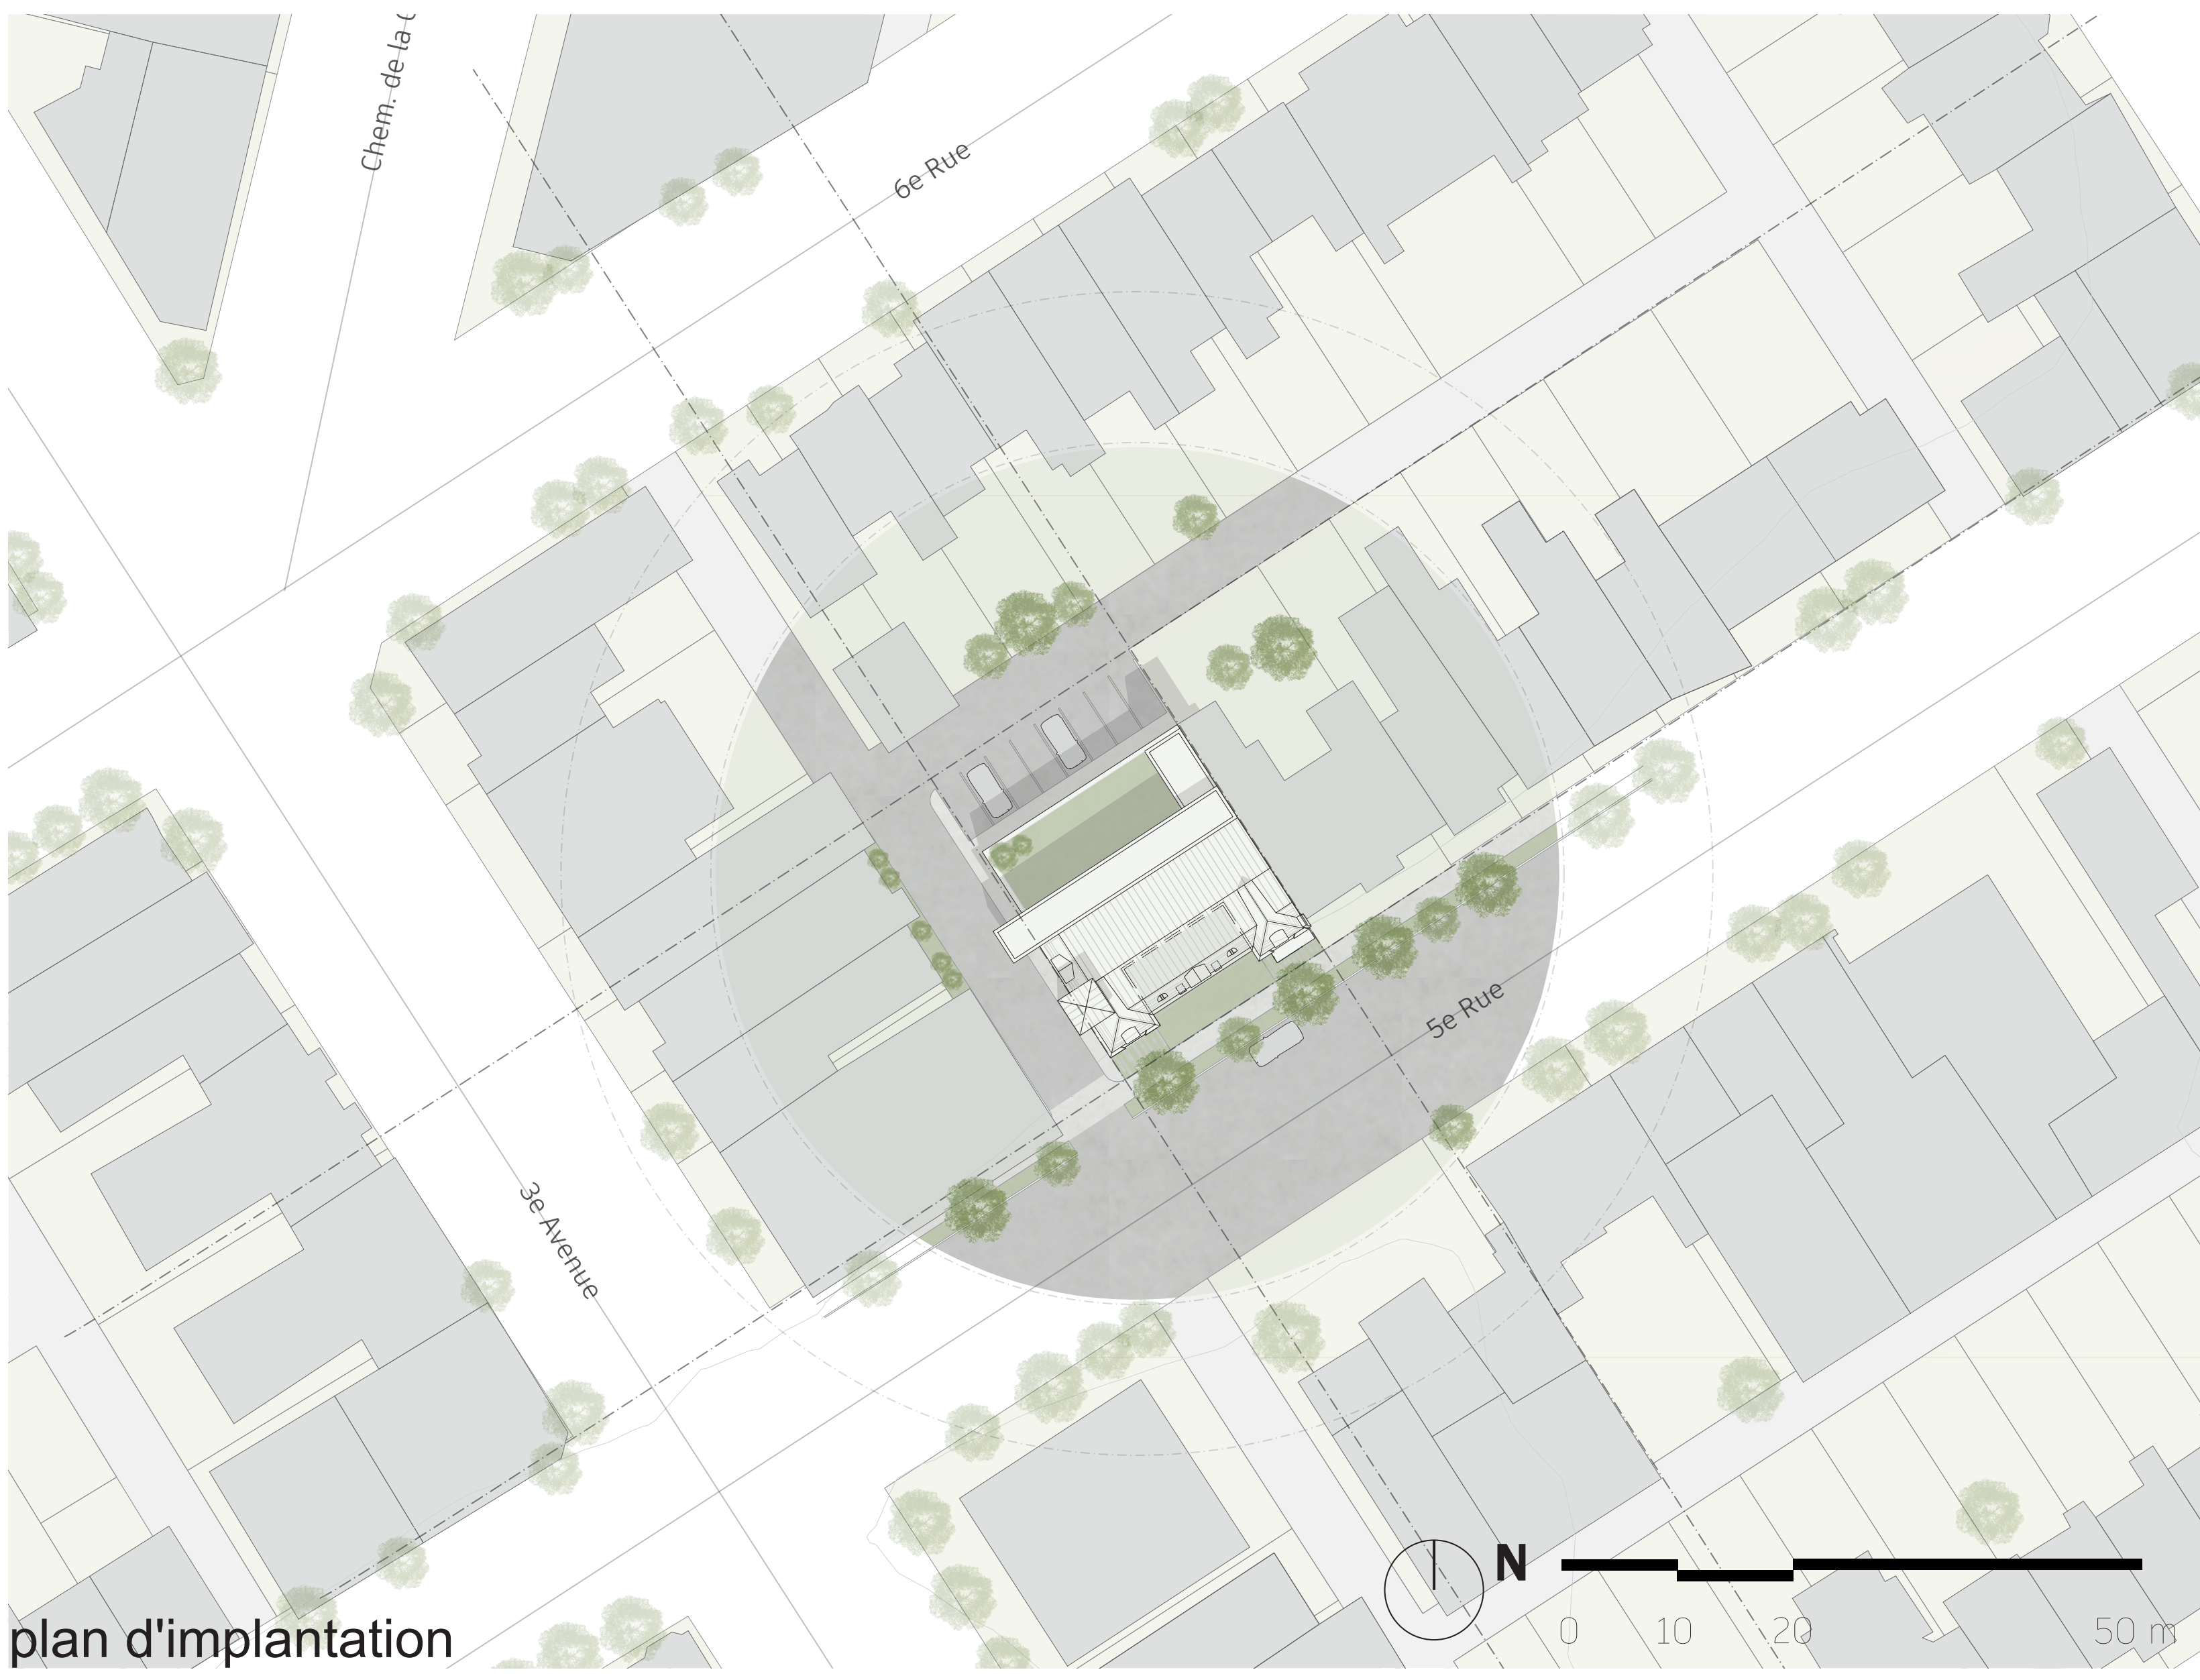 Chem. de la
6e Rue
5e Rue
3e Avenue
N
0 10 20 50 m
plan d'implantation